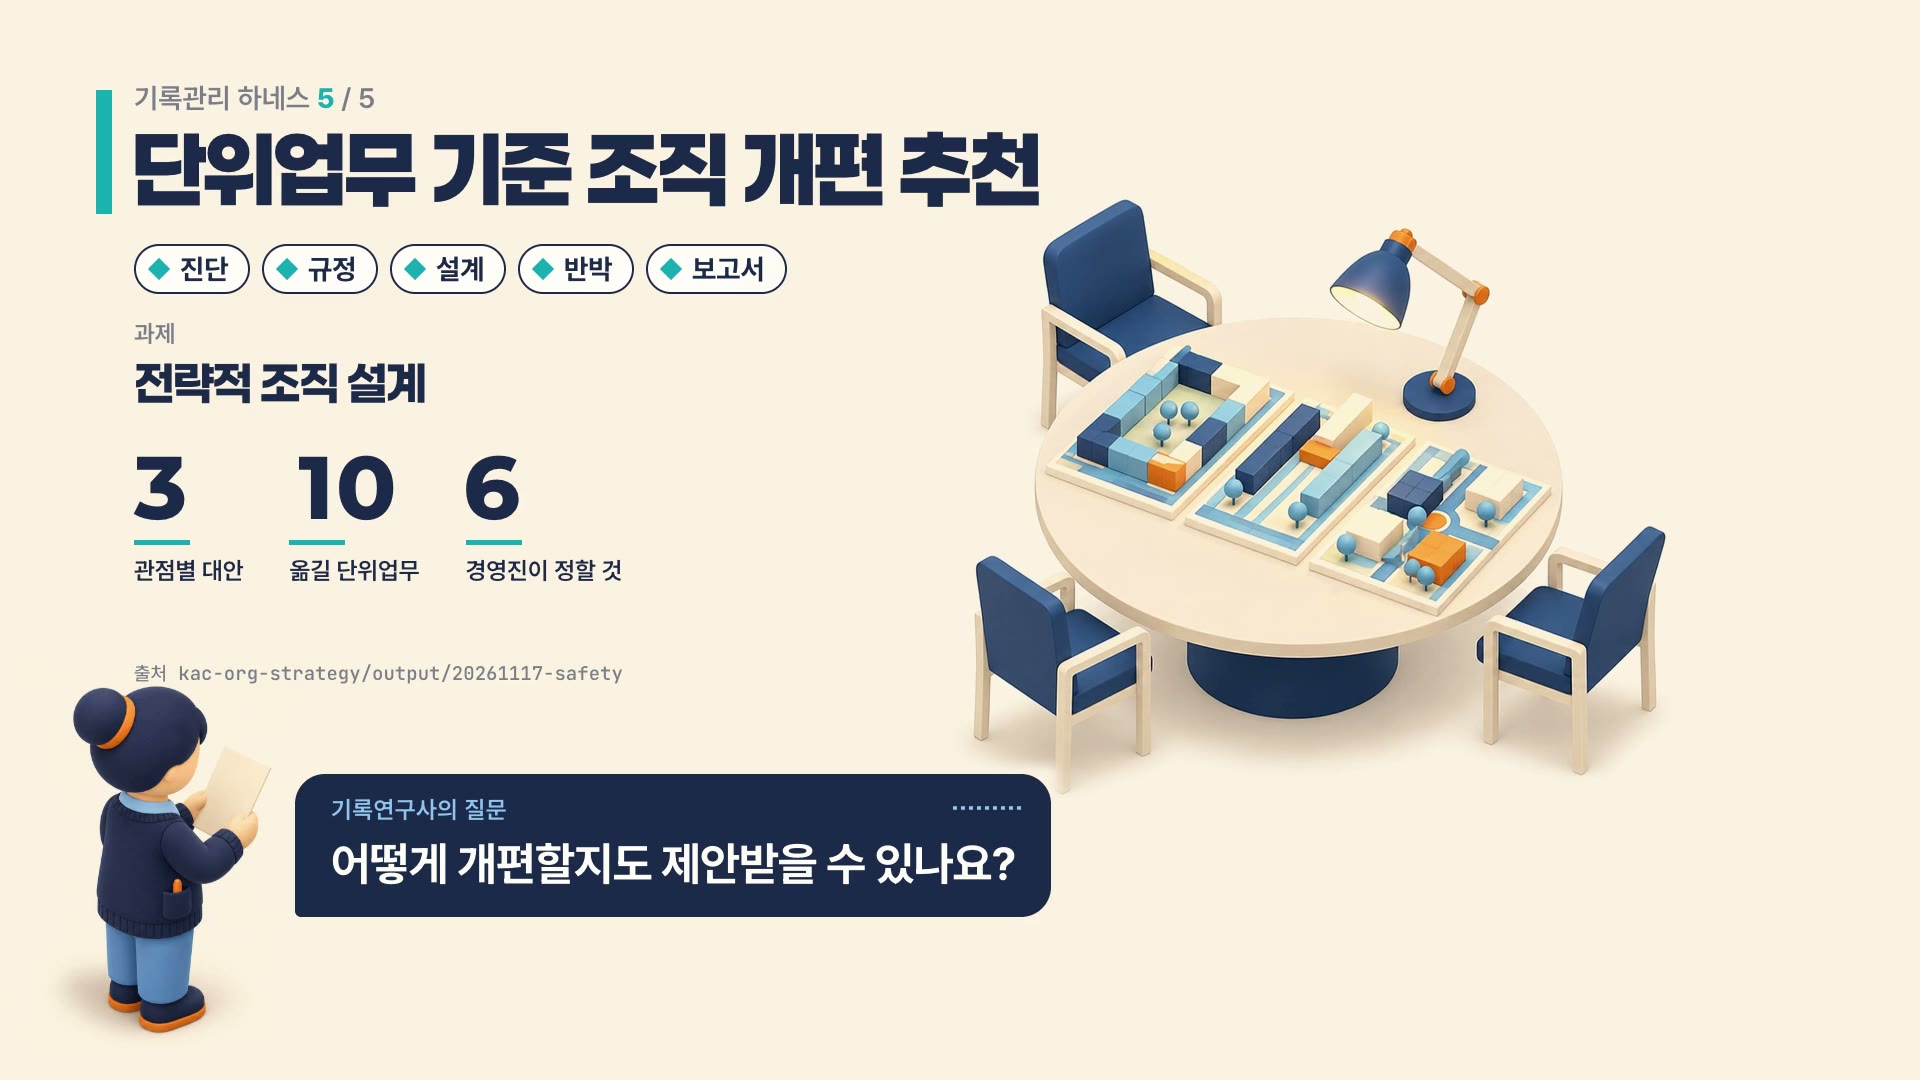 기록관리 하네스 5 / 5
단위업무 기준 조직 개편 추천
진단 규정 설계 반박 보고서
과제
전략적 조직 설계
3 10 6
관점별 대안 옮길 단위업무 경영진이 정할 것
출처 kac-org-strategy/output/20261117-safety
기록연구사의 질문
어떻게 개편할지도 제안받을 수 있나요?